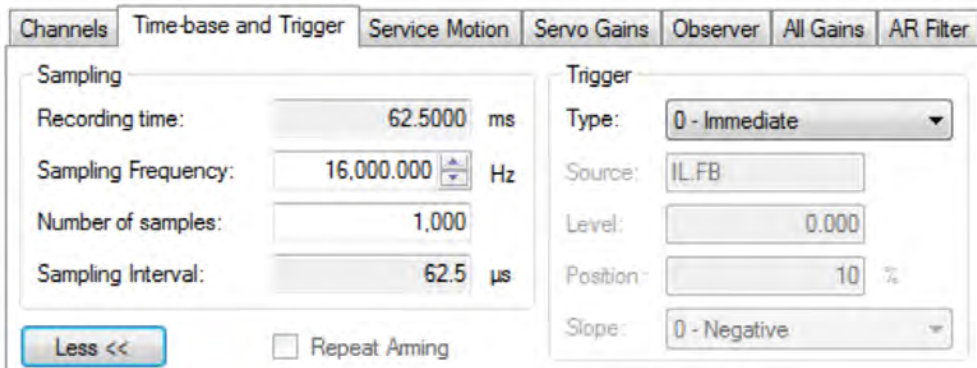 Channels Time-base and Trigger Service Motion Servo Gains Observer All Gains AR Filter
Sampling
Recording time: 62.5000 ms
Sampling Frequency: 16,000.000 Hz
Number of samples: 1,000
Sampling Interval: 62.5 µs
Less <<
Repeat Arming
Trigger
Type: 0 - Immediate
Source: IL.FB
Level: 0.000
Position: 10 %
Slope: 0 - Negative